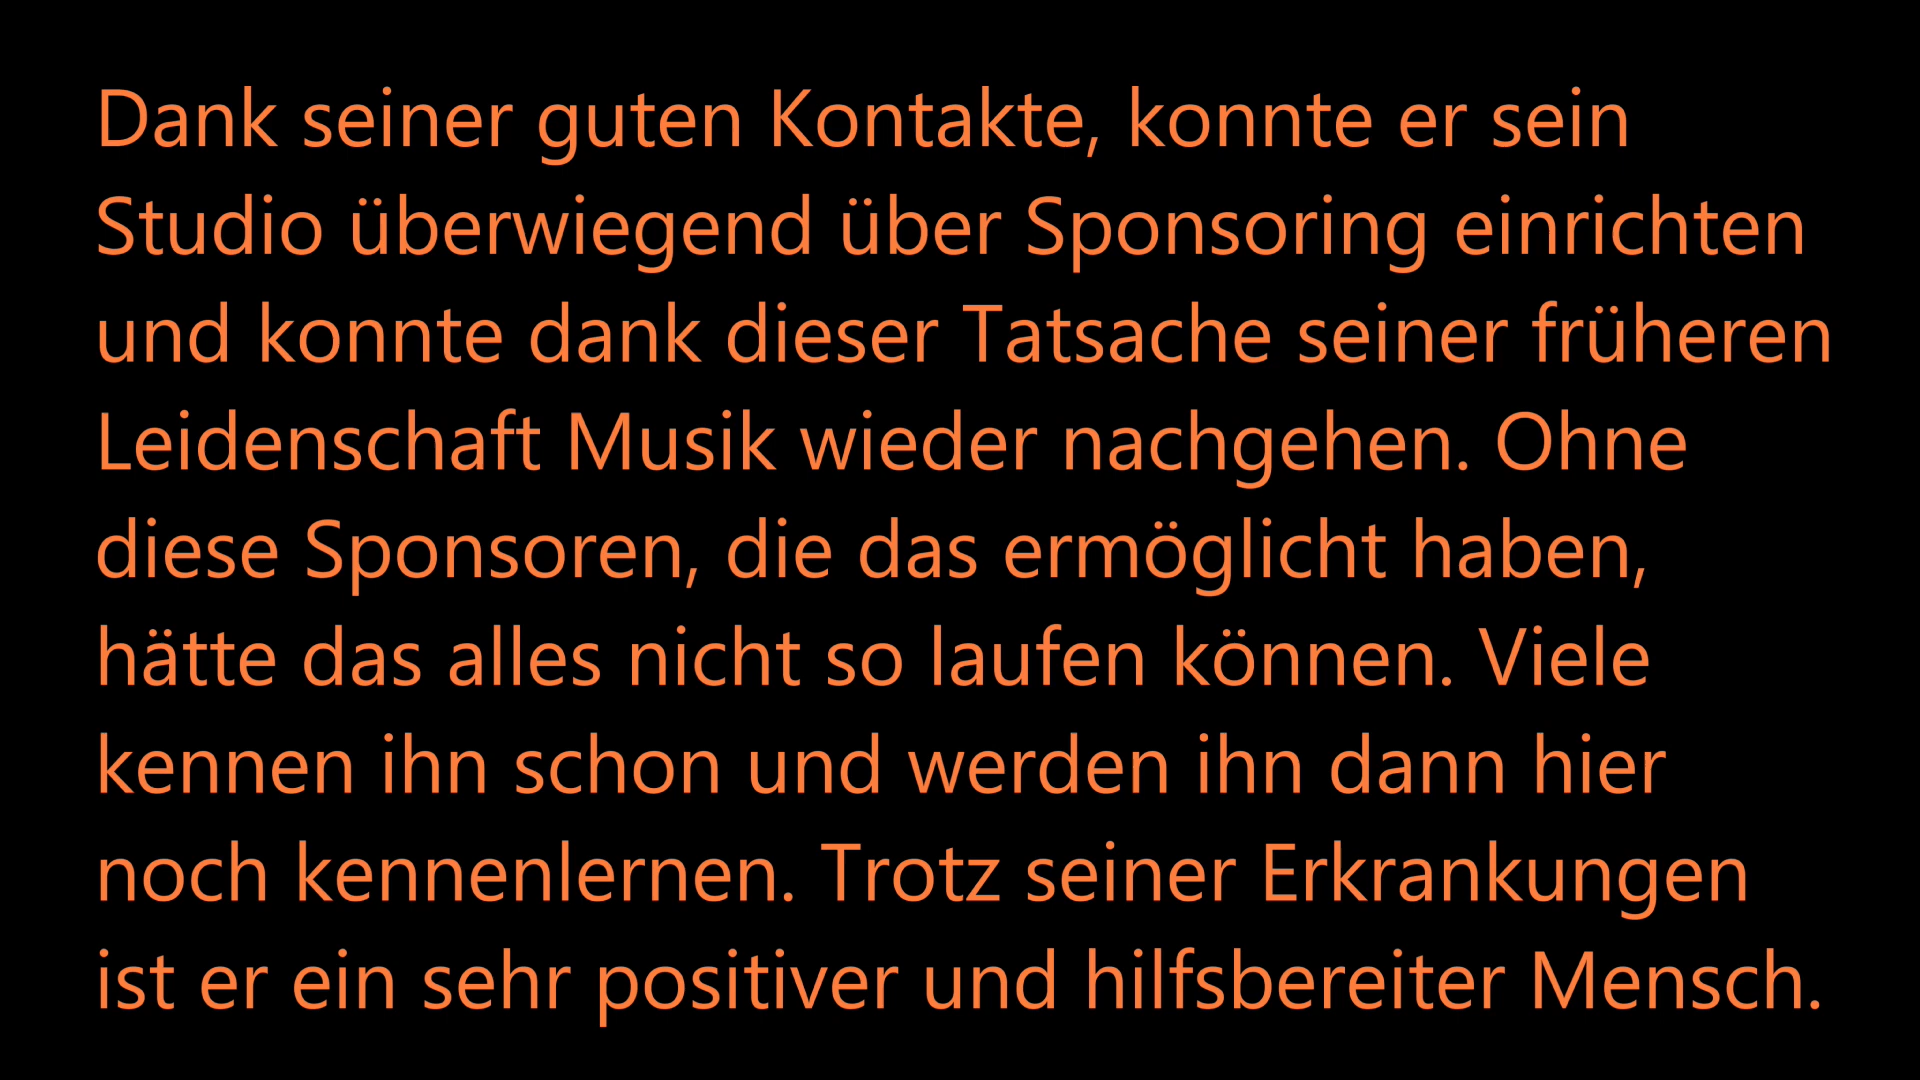 Dank seiner guten Kontakte, konnte er sein
Studio überwiegend über Sponsoring einrichten
und konnte dank dieser Tatsache seiner früheren
Leidenschaft Musik wieder nachgehen. Ohne
diese Sponsoren, die das ermöglicht haben,
hätte das alles nicht so laufen können. Viele
kennen ihn schon und werden ihn dann hier
noch kennenlernen. Trotz seiner Erkrankungen
ist er ein sehr positiver und hilfsbereiter Mensch.